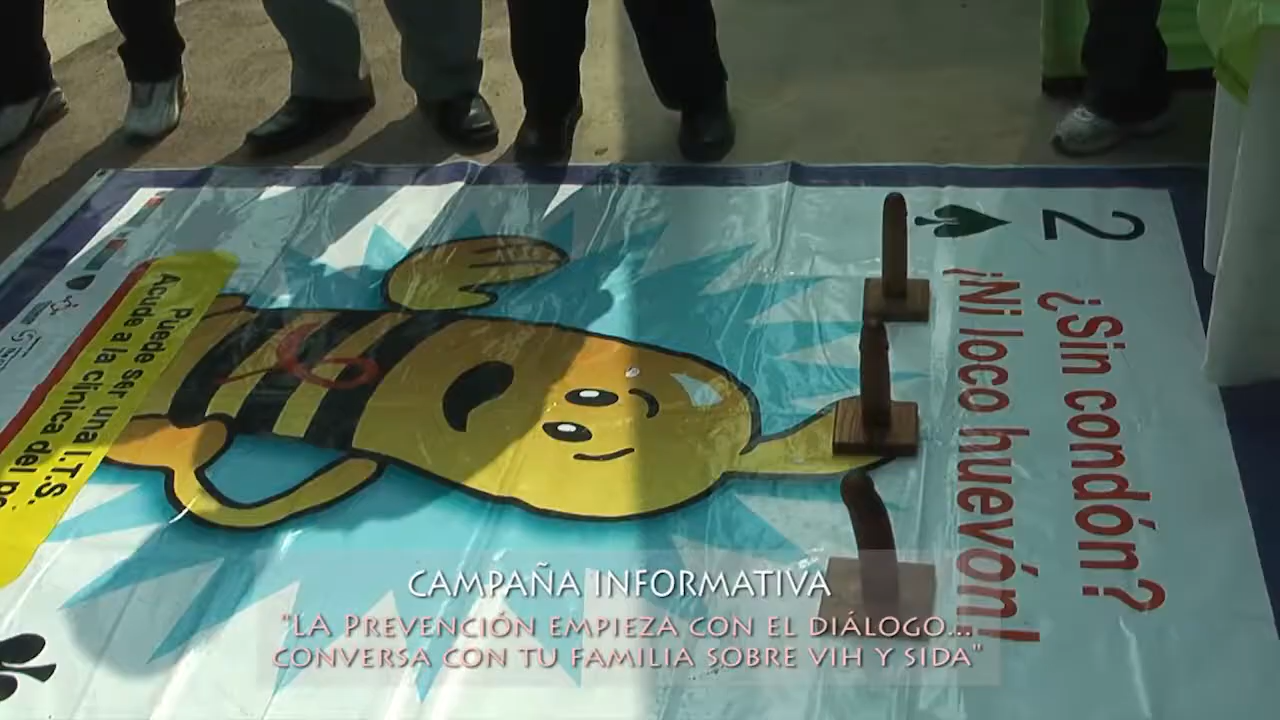 2
¿Sin condón?
¡Ni loco huevón!
Puede ser una I.T.S.
Acude a la clínica del
CAMPAÑA INFORMATIVA
"LA PREVENCIÓN EMPIEZA CON EL DIÁLOGO...
CONVERSA CON TU FAMILIA SOBRE VIH Y SIDA"